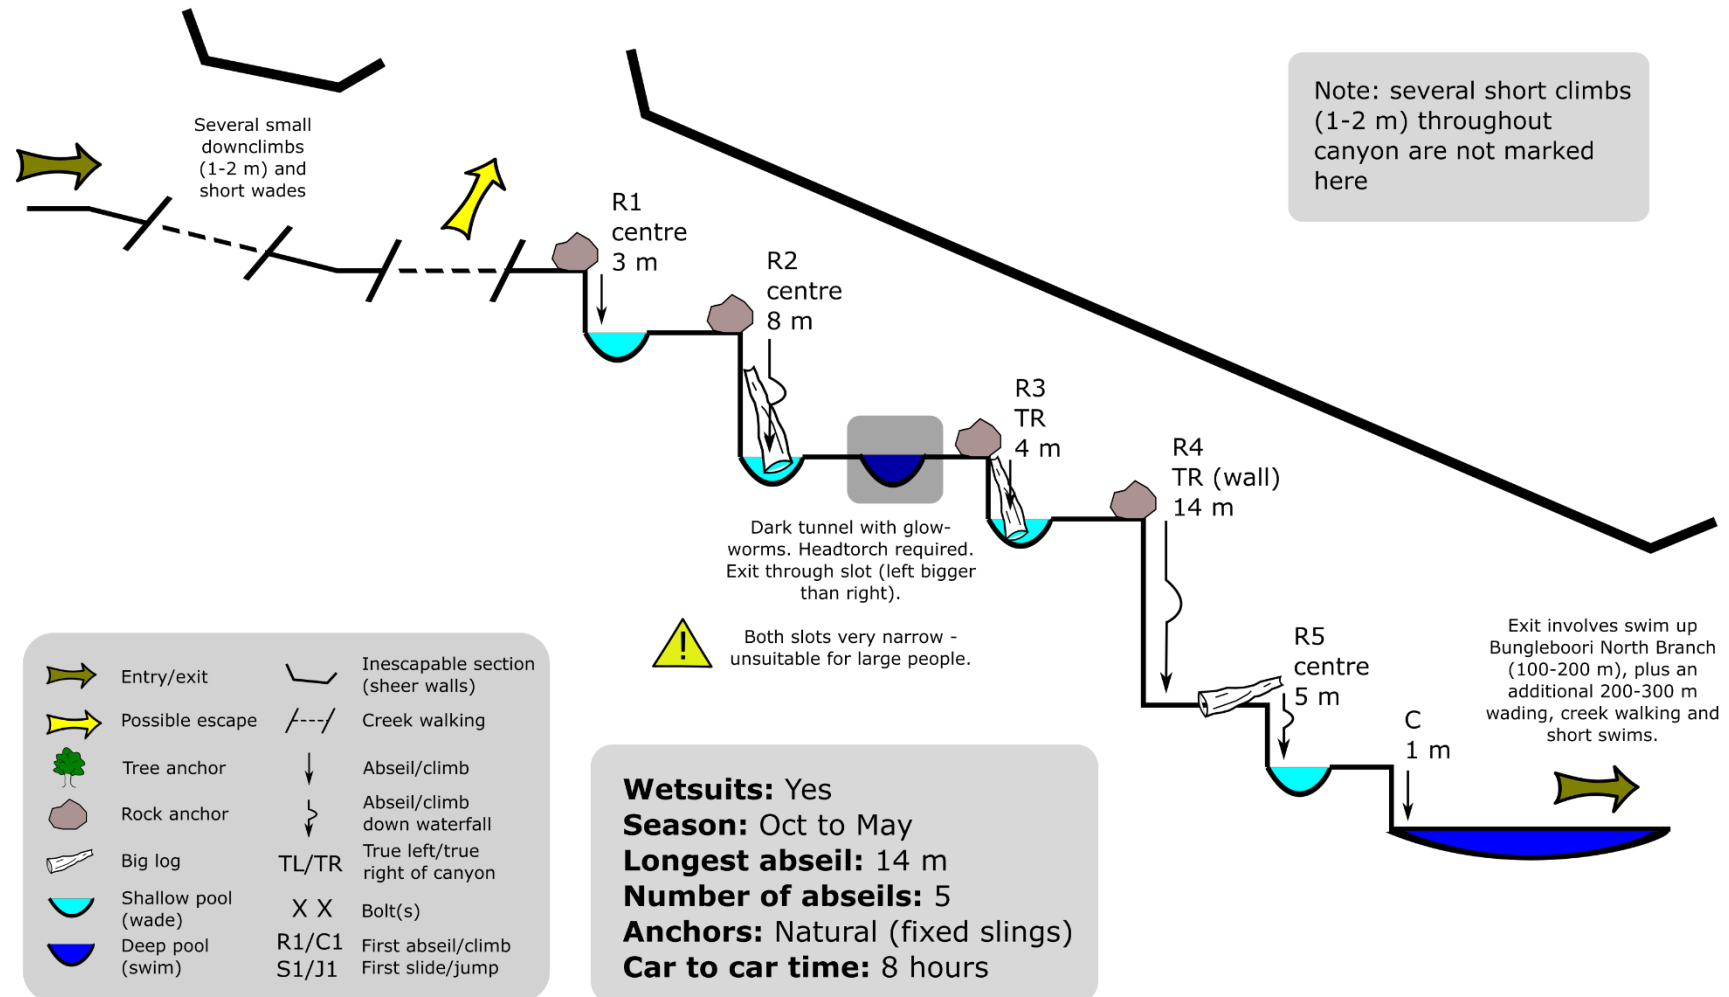 Several small
downclimbs
(1-2 m) and
short wades
Note: several short climbs
(1-2 m) throughout
canyon are not marked
here
R1
centre
3 m
R2
centre
8 m
R3
TR
4 m
R4
TR (wall)
14 m
Dark tunnel with glow-
worms. Headtorch required.
Exit through slot (left bigger
than right).
!
Both slots very narrow -
unsuitable for large people.
R5
centre
5 m
C
1 m
Exit involves swim up
Bungleboori North Branch
(100-200 m), plus an
additional 200-300 m
wading, creek walking and
short swims.
Entry/exit
Possible escape
Tree anchor
Rock anchor
Big log
Shallow pool
(wade)
Deep pool
(swim)
Inescapable section
(sheer walls)
Creek walking
Abseil/climb
Abseil/climb
down waterfall
TL/TR True left/true
right of canyon
X X Bolt(s)
R1/C1 First abseil/climb
S1/J1 First slide/jump
Wetsuits: Yes
Season: Oct to May
Longest abseil: 14 m
Number of abseils: 5
Anchors: Natural (fixed slings)
Car to car time: 8 hours